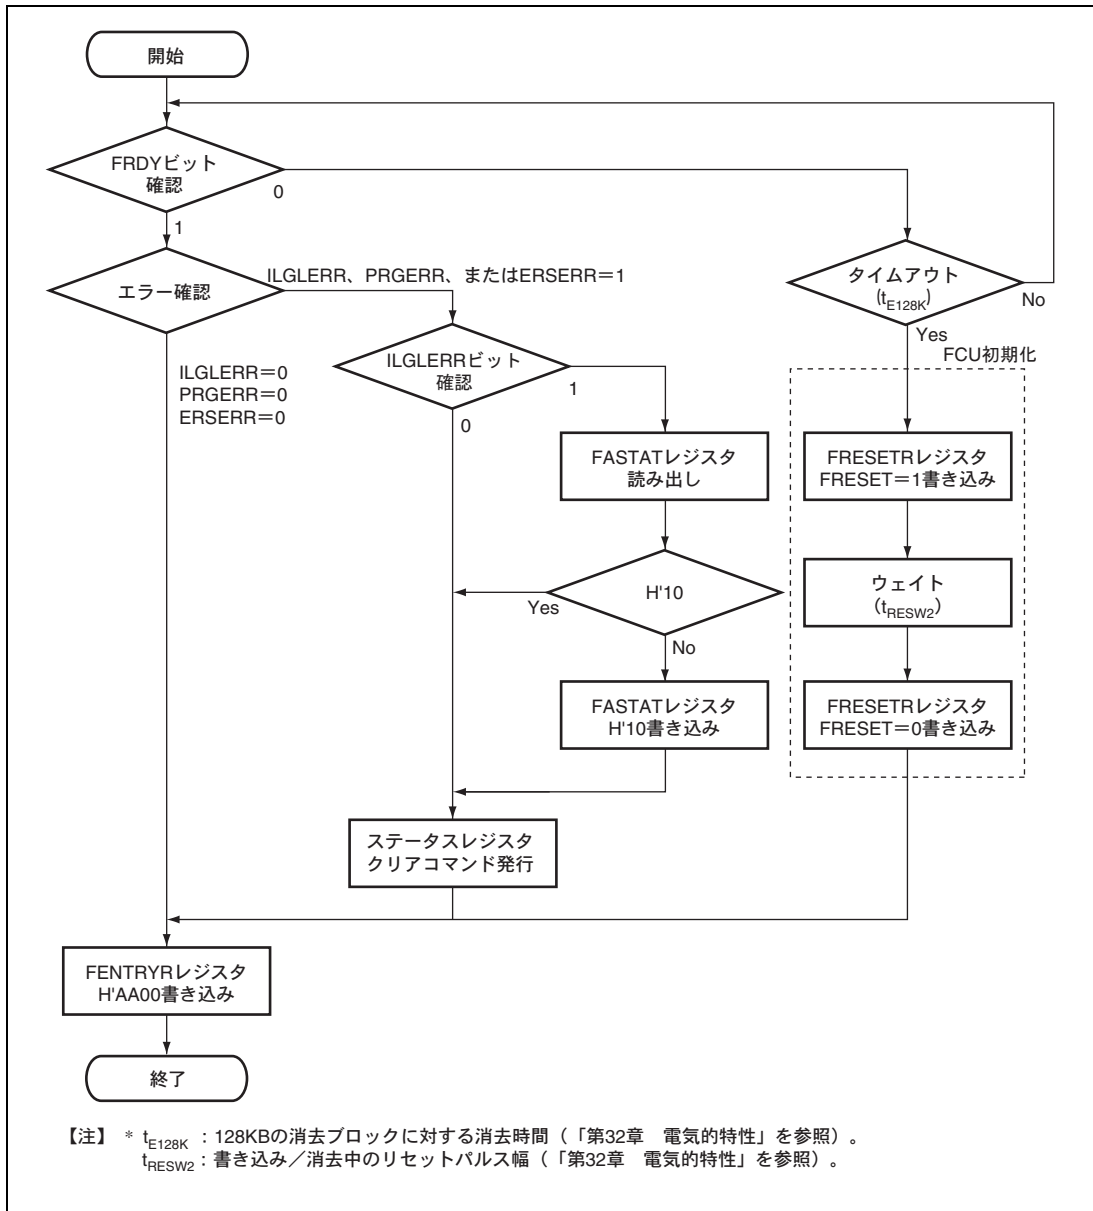 開始
FRDYビット
確認
0
1
エラー確認
ILGLERR、PRGERR、またはERSERR＝1
タイムアウト
(tE128K)
No
Yes
FCU初期化
ILGLERR＝0
PRGERR＝0
ERSERR＝0
ILGLERRビット
確認
1
0
FASTATレジスタ
読み出し
FRESETRレジスタ
FRESET＝1書き込み
H'10
Yes
No
ウェイト
(tRESW2)
FASTATレジスタ
H'10書き込み
FRESETRレジスタ
FRESET＝0書き込み
ステータスレジスタ
クリアコマンド発行
FENTRYRレジスタ
H'AA00書き込み
終了
【注】 * tE128K ：128KBの消去ブロックに対する消去時間（「第32章 電気的特性」を参照）。
tRESW2：書き込み／消去中のリセットパルス幅（「第32章 電気的特性」を参照）。